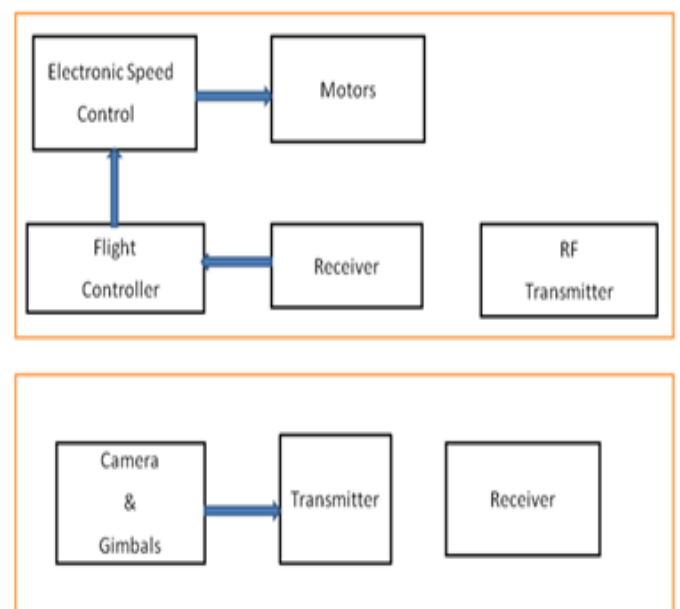 Electronic Speed
Control
Motors
Flight
Controller
Receiver
RF
Transmitter
Camera
&
Gimbals
Transmitter
Receiver